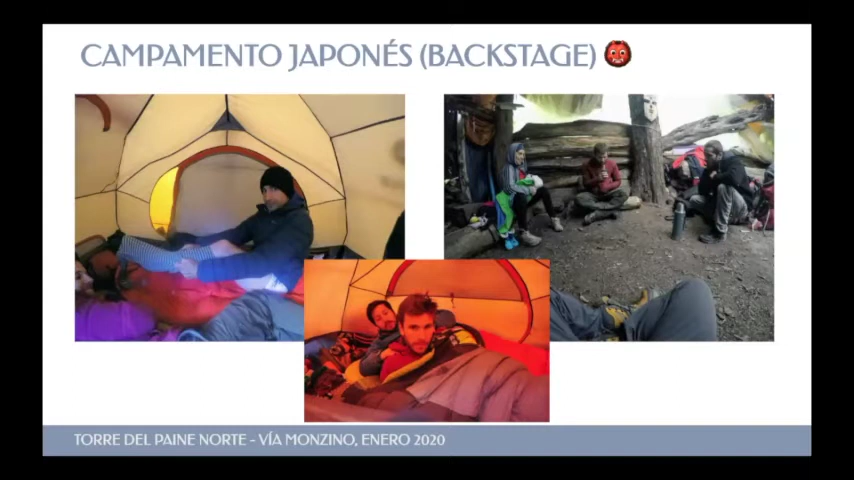 CAMPAMENTO JAPONÉS (BACKSTAGE) 👹
TORRE DEL PAINE NORTE - VÍA MONZINO, ENERO 2020